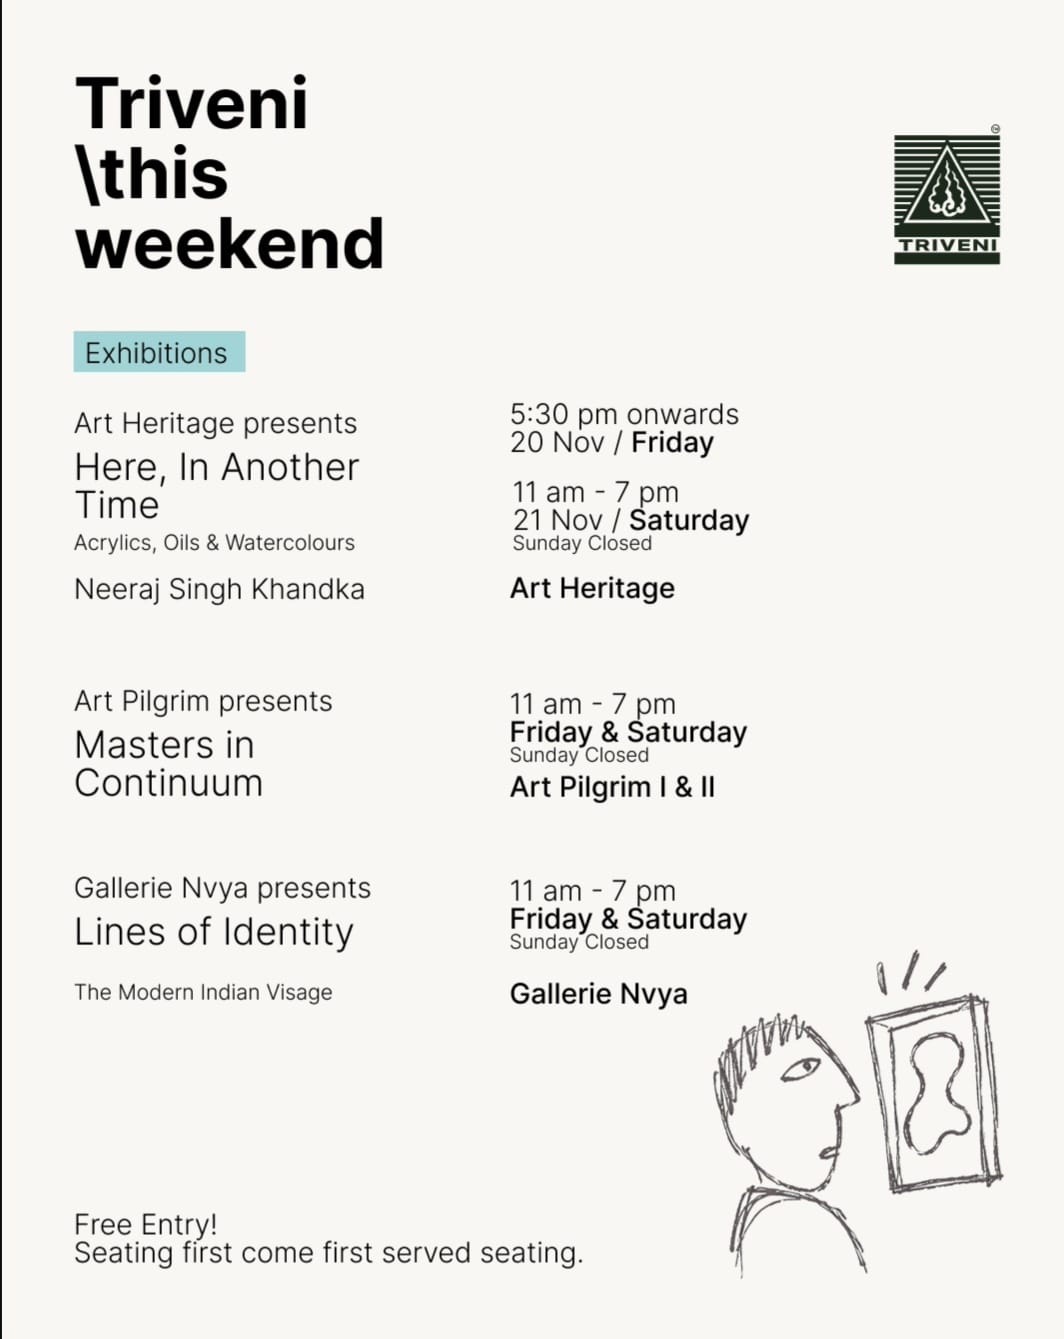 Triveni
\this
weekend
TRIVENI
Exhibitions
Art Heritage presents
Here, In Another
Time
Acrylics, Oils & Watercolours
Neeraj Singh Khandka
5:30 pm onwards
20 Nov / Friday
11 am - 7 pm
21 Nov / Saturday
Sunday Closed
Art Heritage
Art Pilgrim presents
Masters in
Continuum
11 am - 7 pm
Friday & Saturday
Sunday Closed
Art Pilgrim I & II
Gallerie Nvya presents
Lines of Identity
The Modern Indian Visage
11 am - 7 pm
Friday & Saturday
Sunday Closed
Gallerie Nvya
Free Entry!
Seating first come first served seating.